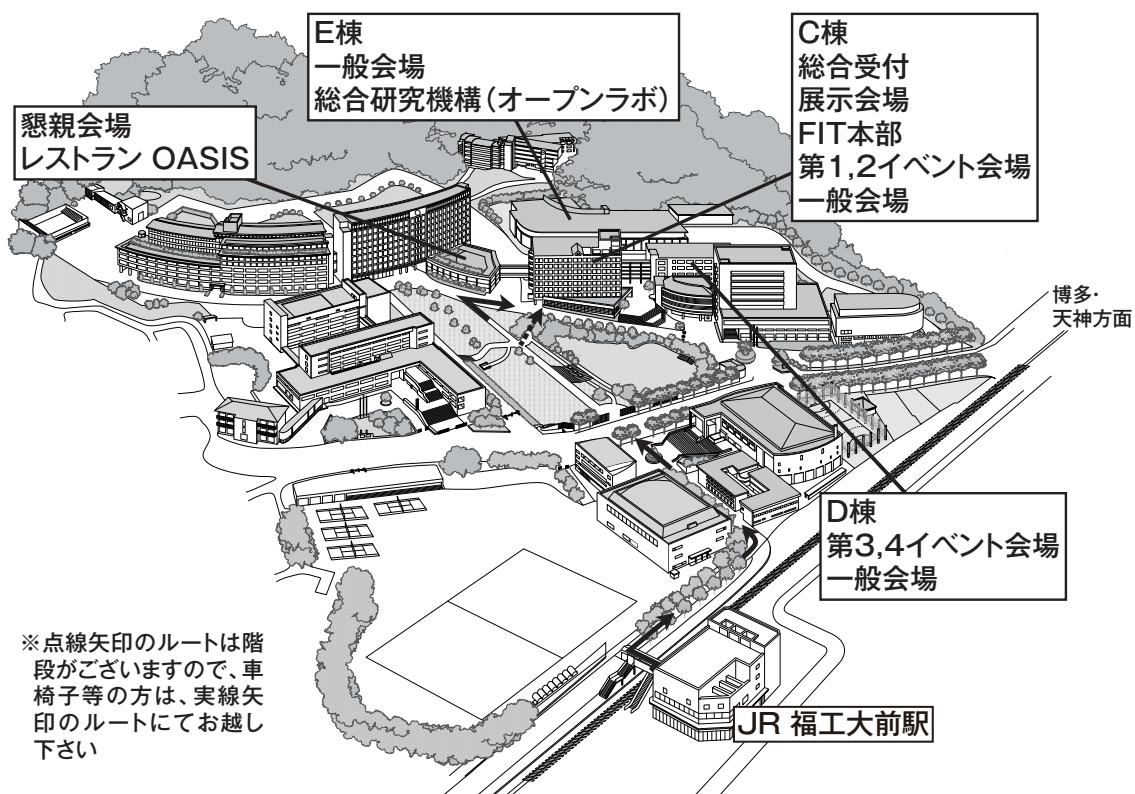 E棟
一般会場
総合研究機構（オープンラボ）
C棟
総合受付
展示会場
FIT本部
第1,2イベント会場
一般会場
懇親会場
レストラン OASIS
博多・
天神方面
D棟
第3,4イベント会場
一般会場
※点線矢印のルートは階
段がございますので、車
椅子等の方は、実線矢
印のルートにてお越し
下さい
JR 福工大前駅